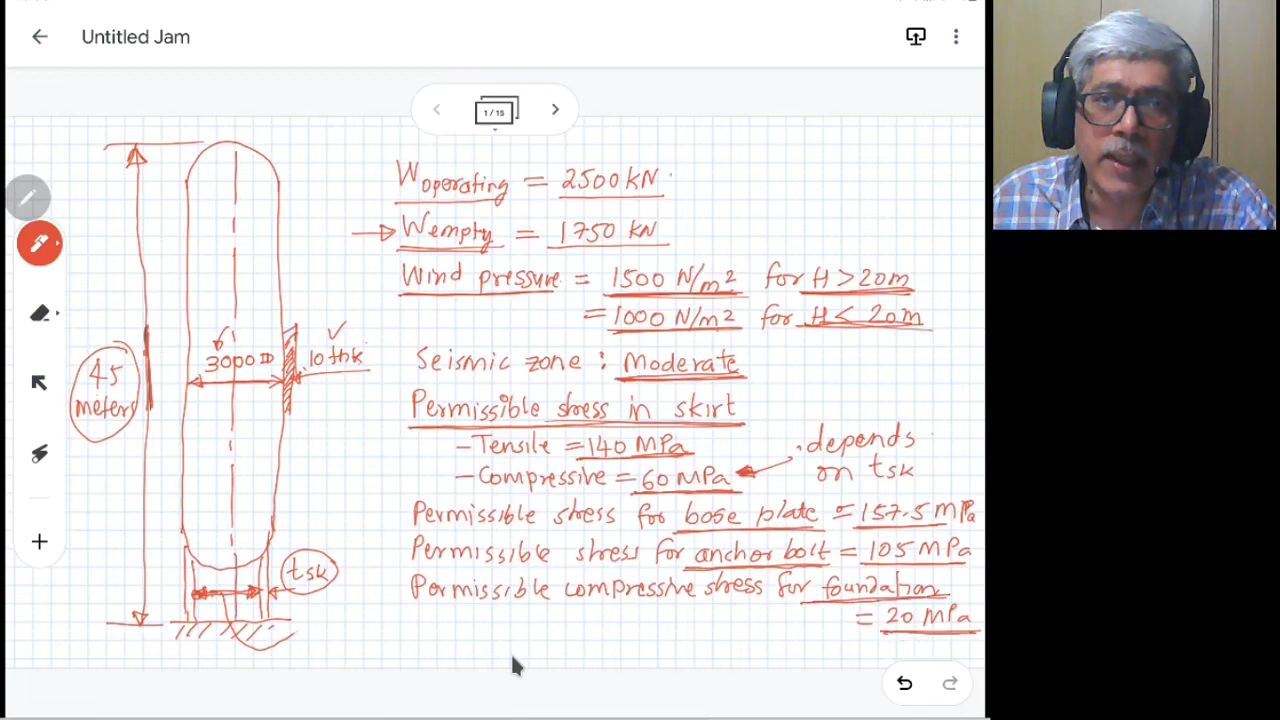 Untitled Jam
1 / 15
Woperating = 2500 kN
Wempty = 1750 kN
Wind pressure = 1500 N/m² for H > 20m
= 1000 N/m² for H < 20m
Seismic zone : Moderate
Permissible stress in skirt
- Tensile = 140 MPa
- Compressive = 60 MPa
depends
on tsk
Permissible stress for base plate = 157.5 MPa
Permissible stress for anchor bolt = 105 MPa
Permissible compressive stress for foundation
= 20 MPa
45
meters
3000 ID
10 thk
tsk